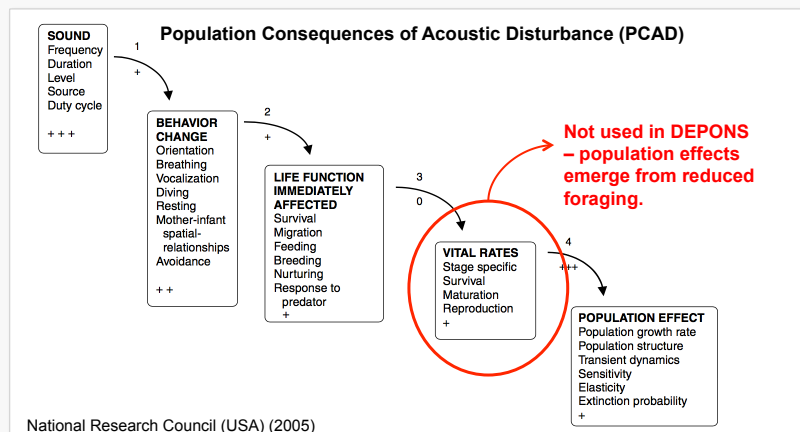 Population Consequences of Acoustic Disturbance (PCAD)
SOUND
Frequency
Duration
Level
Source
Duty cycle
+ + +
1
+
BEHAVIOR
CHANGE
Orientation
Breathing
Vocalization
Diving
Resting
Mother-infant
spatial-
relationships
Avoidance
+ +
2
+
LIFE FUNCTION
IMMEDIATELY
AFFECTED
Survival
Migration
Feeding
Breeding
Nurturing
Response to
predator
+
3
0
Not used in DEPONS
– population effects
emerge from reduced
foraging.
VITAL RATES
Stage specific
Survival
Maturation
Reproduction
+
4
+++
POPULATION EFFECT
Population growth rate
Population structure
Transient dynamics
Sensitivity
Elasticity
Extinction probability
+
National Research Council (USA) (2005)